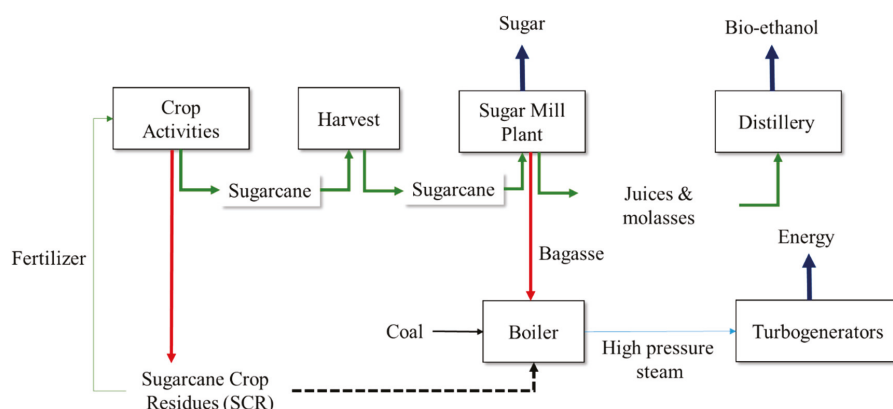 Sugar
Bio-ethanol
Crop
Activities
Harvest
Sugar Mill
Plant
Distillery
Sugarcane
Sugarcane
Juices &
molasses
Fertilizer
Bagasse
Energy
Coal
Boiler
Turbogenerators
High pressure
steam
Sugarcane Crop
Residues (SCR)